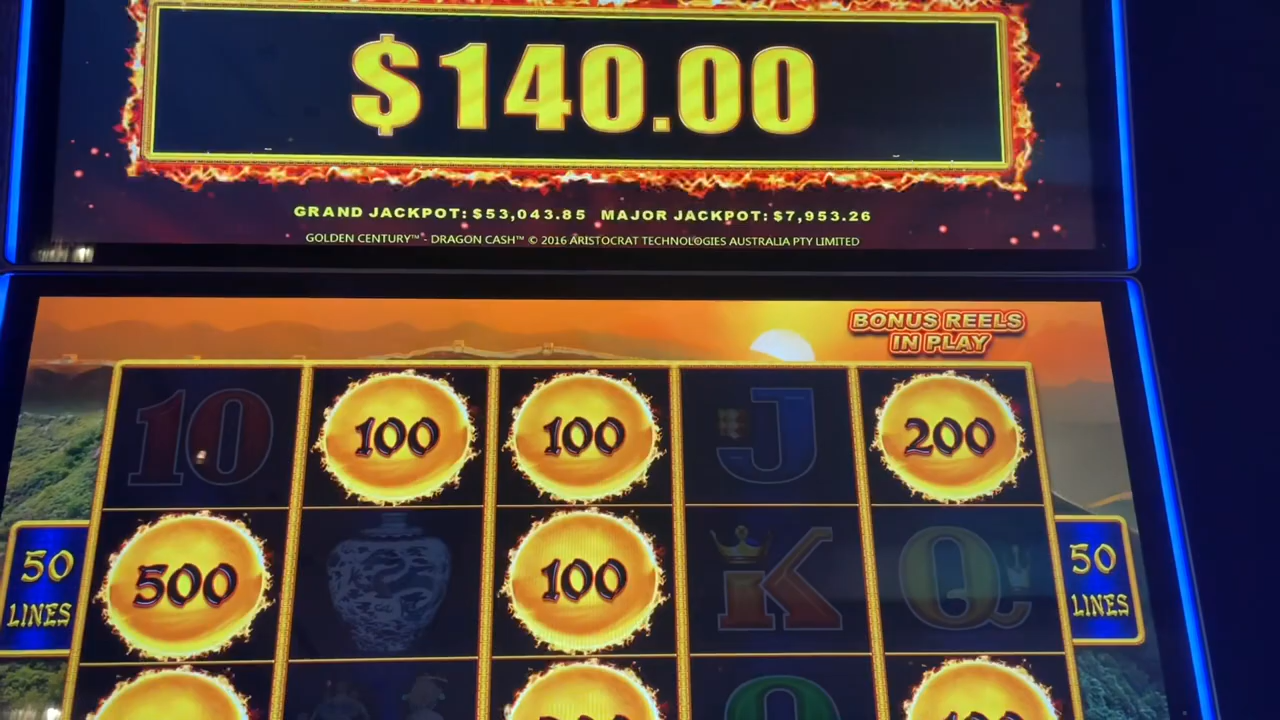 $140.00
GRAND JACKPOT: $53,043.85 MAJOR JACKPOT: $7,953.26
GOLDEN CENTURY™ - DRAGON CASH™ © 2016 ARISTOCRAT TECHNOLOGIES AUSTRALIA PTY LIMITED
BONUS REELS
IN PLAY
10 100 100 J 200
50
LINES
500 100 K Q
50
LINES